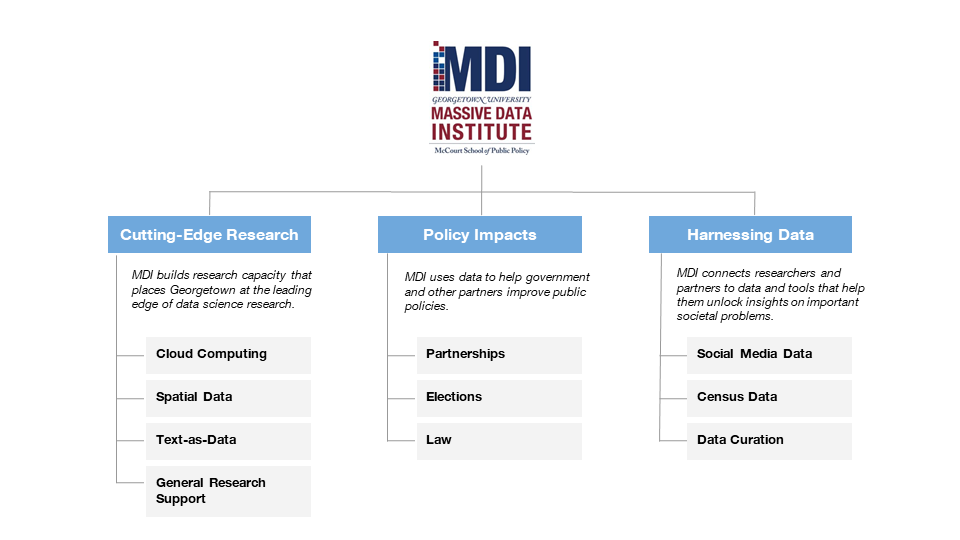 MDI
GEORGETOWN UNIVERSITY
MASSIVE DATA
INSTITUTE
McCourt School of Public Policy
Cutting-Edge Research
MDI builds research capacity that
places Georgetown at the leading
edge of data science research.
Cloud Computing
Spatial Data
Text-as-Data
General Research
Support
Policy Impacts
MDI uses data to help government
and other partners improve public
policies.
Partnerships
Elections
Law
Harnessing Data
MDI connects researchers and
partners to data and tools that help
them unlock insights on important
societal problems.
Social Media Data
Census Data
Data Curation